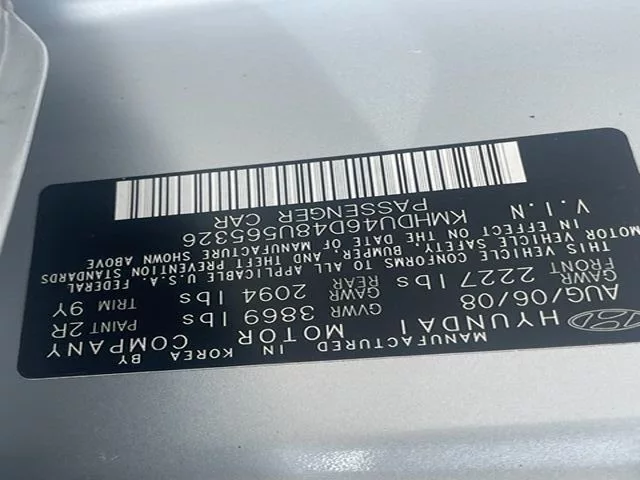 MANUFACTURED IN KOREA BY
HYUNDAI MOTOR COMPANY
AUG/06/08 GVWR 3869 lbs PAINT 2R
GAWR FRONT 2227 lbs GAWR REAR 2094 lbs TRIM 9Y
THIS VEHICLE CONFORMS TO ALL APPLICABLE U.S.A. FEDERAL
MOTOR VEHICLE SAFETY, BUMPER, AND THEFT PREVENTION STANDARDS
IN EFFECT ON THE DATE OF MANUFACTURE SHOWN ABOVE
V.I.N KMHDU46D48U565326
PASSENGER CAR